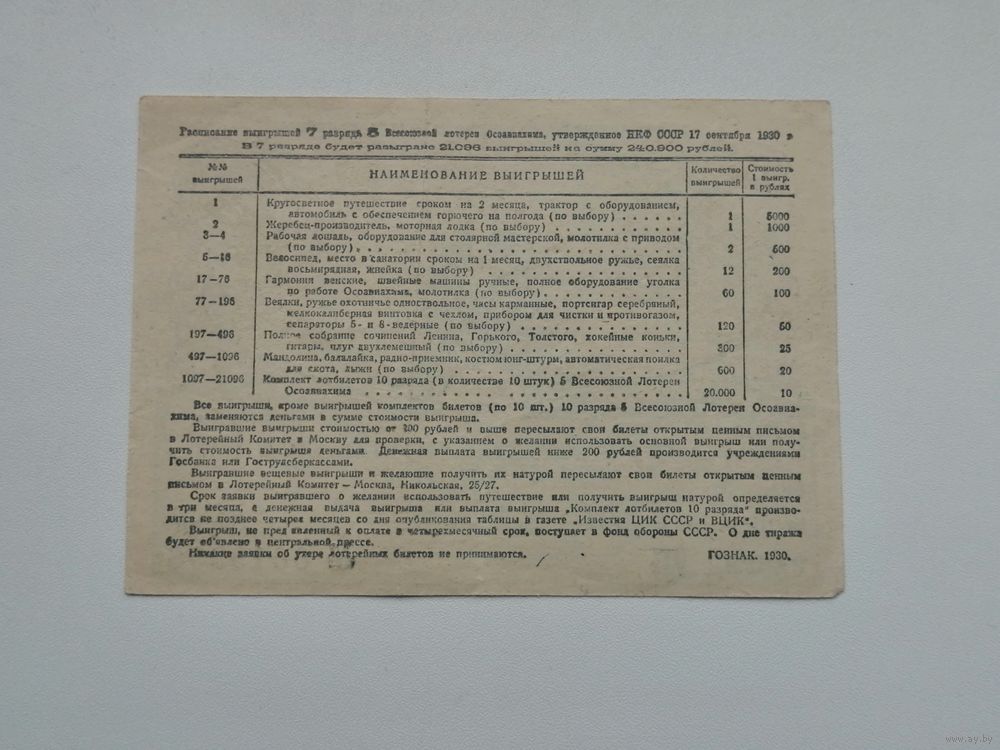 Расписание выигрышей 7 разряда 5 Всесоюзной лотереи Осоавиахима, утвержденное НКФ СССР 17 сентября 1930 г.
В 7 разряде будет разыграно 21.096 выигрышей на сумму 240.900 рублей.
№№ выигрышей НАИМЕНОВАНИЕ ВЫИГРЫШЕЙ Количество выигрышей Стоимость 1 выигр. в рублях
1 Кругосветное путешествие сроком на 2 месяца, трактор с оборудованием,
автомобиль с обеспечением горючего на полгода (по выбору) . . . . . . 1 5000
2 Жеребец-производитель, моторная лодка (по выбору) . . . . . . . . . 1 1000
3—4 Рабочая лошадь, оборудование для столярной мастерской, молотилка с приводом
(по выбору) . . . . . . . . . . . . 2 500
5—16 Велосипед, место в санатории сроком на 1 месяц, двухствольное ружье, сеялка
восьмирядная, жнейка (по выбору) . . . . . . . . . . . . 12 200
17—76 Гармонии венские, швейные машины ручные, полное оборудование уголка
по работе Осоавиахима, молотилка (по выбору) . . . . . . . . . 60 100
77—196 Веялки, ружье охотничье одноствольное, часы карманные, портсигар серебряный,
мелкокалиберная винтовка с чехлом, прибором для чистки и противогазом,
сепараторы 5- и 8-ведерные (по выбору) . . . . . . . . . . 120 50
197—496 Полное собрание сочинений Ленина, Горького, Толстого, хоккейные коньки,
гитары, плуг двухлемешный (по выбору) . . . . . . . . . . 300 25
497—1096 Мандолина, балалайка, радио-приемник, костюм юнг-штурм, автоматическая поилка
для скота, лыжи (по выбору) . . . . . . . . . . . . 600 20
1097—21096 Комплект лотбилетов 10 разряда (в количестве 10 штук) 5 Всесоюзной Лотереи
Осоавиахима . . . . . . . . . . . . 20.000 10
Все выигрыши, кроме выигрышей комплектов билетов (по 10 шт.) 10 разряда 5 Всесоюзной Лотереи Осоавиа-
хима, заменяются деньгами в сумме стоимости выигрыша.
Выигравшие выигрыши стоимостью от 200 рублей и выше пересылают свои билеты открытым ценным письмом
в Лотерейный Комитет в Москву для проверки, с указанием о желании использовать основной выигрыш или полу-
чить стоимость выигрыша деньгами. Денежная выплата выигрышей ниже 200 рублей производится учреждениями
Госбанка или Гострудсберкассами.
Выигравшие вещевые выигрыши и желающие получить их натурой пересылают свои билеты открытым ценным
письмом в Лотерейный Комитет — Москва, Никольская, 25/27.
Срок заявки выигравшего о желании использовать путешествие или получить выигрыш натурой определяется
в три месяца, а денежная выдача выигрыша или выплата выигрыша „Комплект лотбилетов 10 разряда" произво-
дится не позднее четырех месяцев со дня опубликования таблицы в газете „Известия ЦИК СССР и ВЦИК".
Выигрыш, не пред'явленный к оплате в четырехмесячный срок, поступает в фонд обороны СССР. О дне тиража
будет об'явлено в центральной прессе.
Никакие заявки об утере лотерейных билетов не принимаются. ГОЗНАК. 1930.
www.ay.by